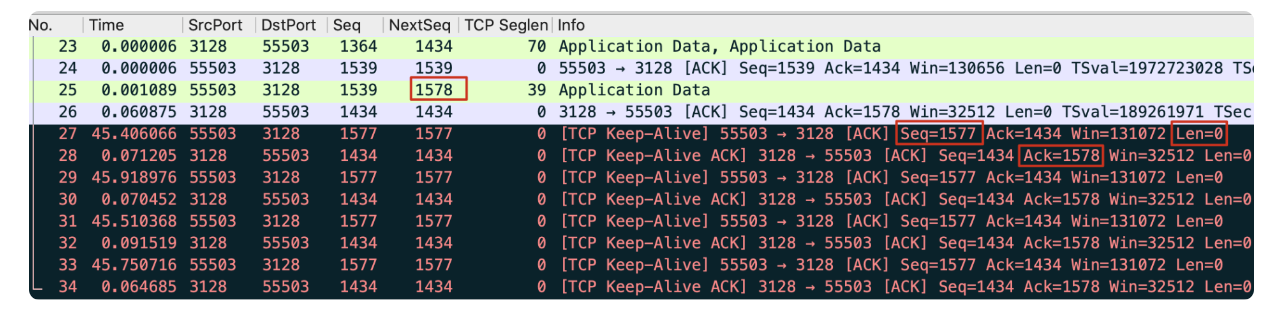 No. Time SrcPort DstPort Seq NextSeq TCP Seglen Info
23 0.000006 3128 55503 1364 1434 70 Application Data, Application Data
24 0.000006 55503 3128 1539 1539 0 55503 → 3128 [ACK] Seq=1539 Ack=1434 Win=130656 Len=0 TSval=1972723028 TS
25 0.001089 55503 3128 1539 1578 39 Application Data
26 0.060875 3128 55503 1434 1434 0 3128 → 55503 [ACK] Seq=1434 Ack=1578 Win=32512 Len=0 TSval=189261971 TSec
27 45.406066 55503 3128 1577 1577 0 [TCP Keep-Alive] 55503 → 3128 [ACK] Seq=1577 Ack=1434 Win=131072 Len=0
28 0.071205 3128 55503 1434 1434 0 [TCP Keep-Alive ACK] 3128 → 55503 [ACK] Seq=1434 Ack=1578 Win=32512 Len=0
29 45.918976 55503 3128 1577 1577 0 [TCP Keep-Alive] 55503 → 3128 [ACK] Seq=1577 Ack=1434 Win=131072 Len=0
30 0.070452 3128 55503 1434 1434 0 [TCP Keep-Alive ACK] 3128 → 55503 [ACK] Seq=1434 Ack=1578 Win=32512 Len=0
31 45.510368 55503 3128 1577 1577 0 [TCP Keep-Alive] 55503 → 3128 [ACK] Seq=1577 Ack=1434 Win=131072 Len=0
32 0.091519 3128 55503 1434 1434 0 [TCP Keep-Alive ACK] 3128 → 55503 [ACK] Seq=1434 Ack=1578 Win=32512 Len=0
33 45.750716 55503 3128 1577 1577 0 [TCP Keep-Alive] 55503 → 3128 [ACK] Seq=1577 Ack=1434 Win=131072 Len=0
34 0.064685 3128 55503 1434 1434 0 [TCP Keep-Alive ACK] 3128 → 55503 [ACK] Seq=1434 Ack=1578 Win=32512 Len=0